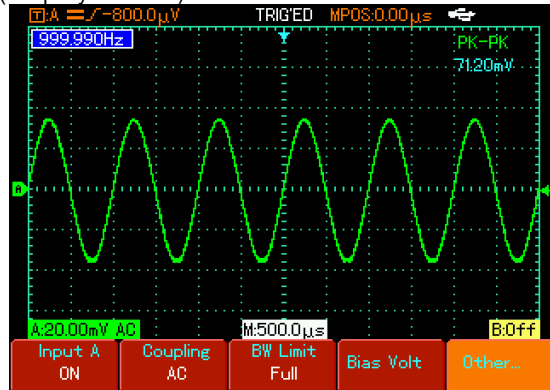 T:A -800.0µV TRIG'ED MPOS:0.00µs
999.990Hz
PK-PK
71.20mV
A
A:20.00mV AC M:500.0µs B:Off
Input A Coupling BW Limit Bias Volt Other...
ON AC Full